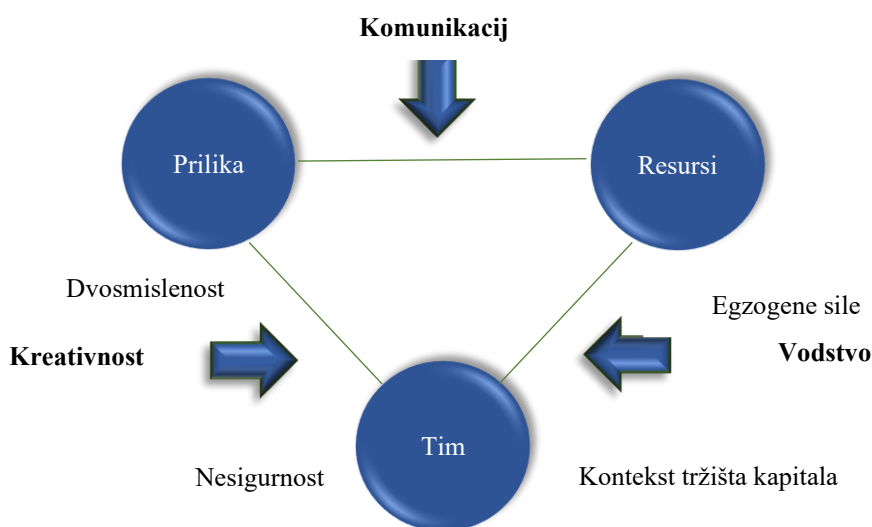 Komunikacij
Prilika
Resursi
Dvosmislenost
Egzogene sile
Kreativnost
Vodstvo
Tim
Nesigurnost
Kontekst tržišta kapitala